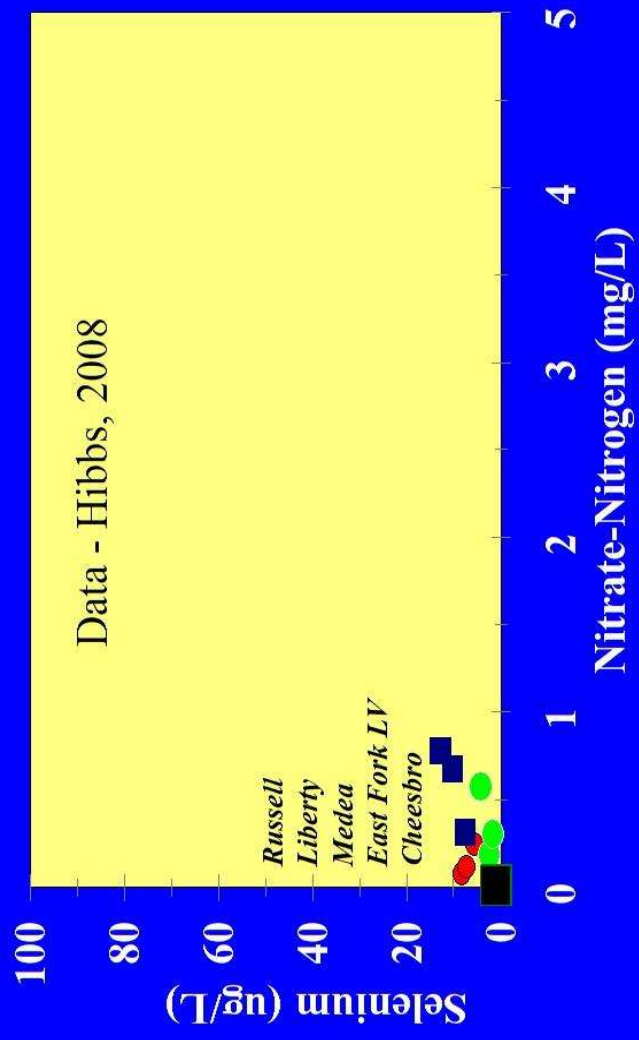 Data - Hibbs, 2008
Russell
Liberty
Medea
East Fork LV
Cheesbro
100
80
60
40
20
0
Selenium (ug/L)
0
1
2
3
4
5
Nitrate-Nitrogen (mg/L)